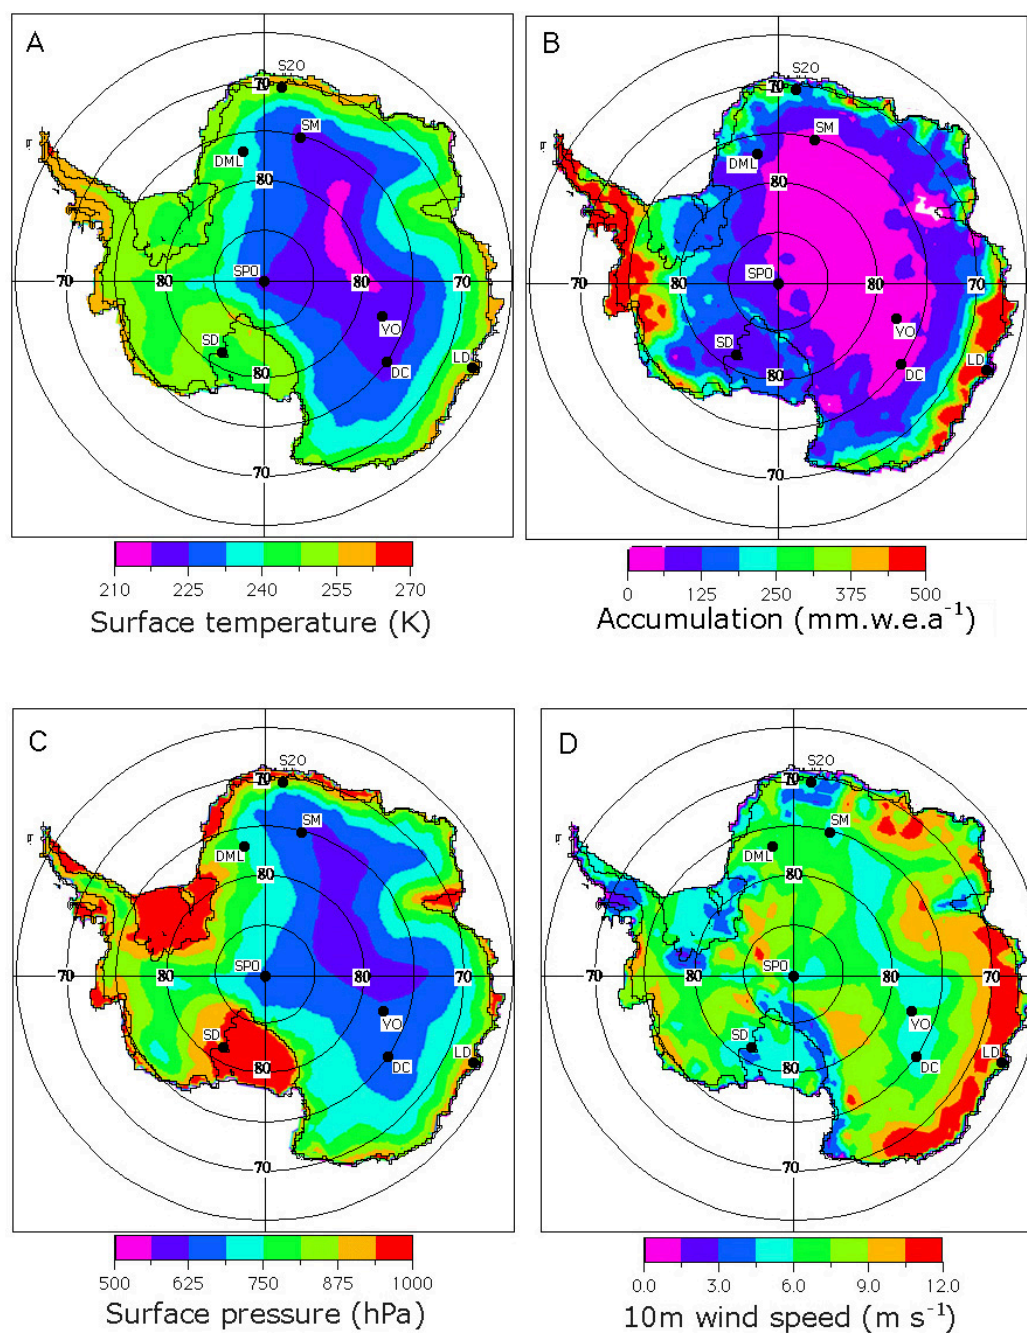 A
S20
70
SM
DML
80
SPO
70
80
80
70
VO
SD
DC
LD
80
70
210 225 240 255 270
Surface temperature (K)
B
S20
70
SM
DML
80
70
80
80
70
SPO
VO
SD
DC
LD
80
70
0 125 250 375 500
Accumulation (mm.w.e.a⁻¹)
C
S20
70
SM
DML
80
SPO
70
80
80
70
VO
SD
DC
LD
80
70
500 625 750 875 1000
Surface pressure (hPa)
D
S20
70
SM
DML
80
SPO
70
80
80
70
VO
SD
DC
LD
80
70
0.0 3.0 6.0 9.0 12.0
10m wind speed (m s⁻¹)